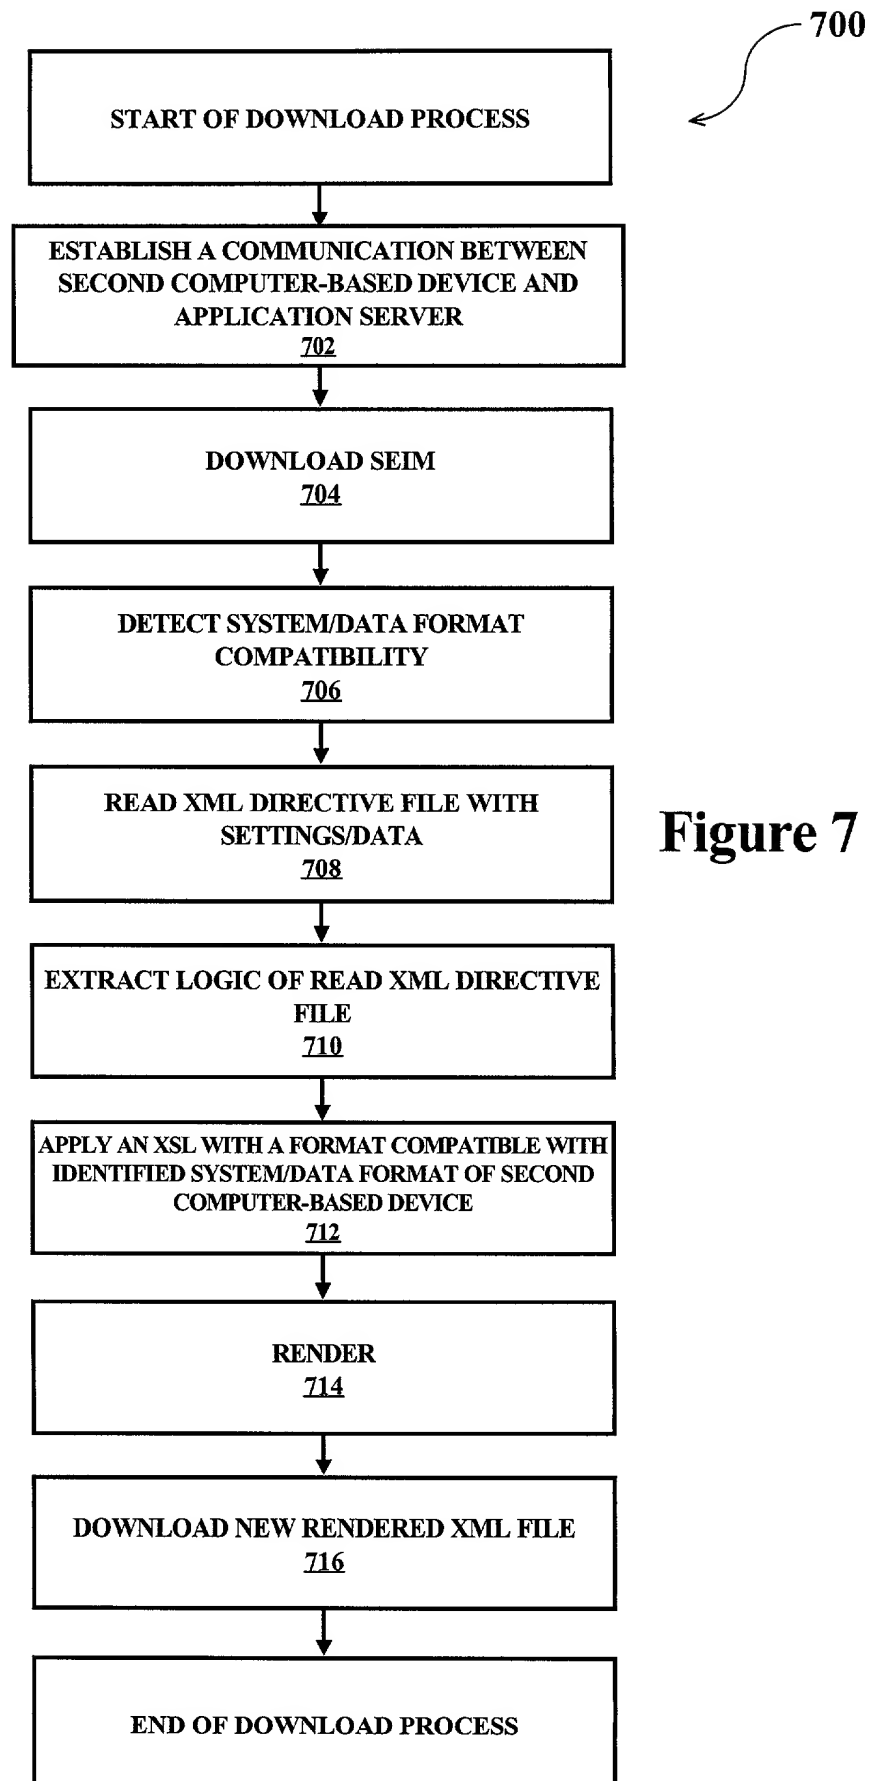 700
START OF DOWNLOAD PROCESS
ESTABLISH A COMMUNICATION BETWEEN
SECOND COMPUTER-BASED DEVICE AND
APPLICATION SERVER
702
DOWNLOAD SEIM
704
DETECT SYSTEM/DATA FORMAT
COMPATIBILITY
706
READ XML DIRECTIVE FILE WITH
SETTINGS/DATA
708
Figure 7
EXTRACT LOGIC OF READ XML DIRECTIVE
FILE
710
APPLY AN XSL WITH A FORMAT COMPATIBLE WITH
IDENTIFIED SYSTEM/DATA FORMAT OF SECOND
COMPUTER-BASED DEVICE
712
RENDER
714
DOWNLOAD NEW RENDERED XML FILE
716
END OF DOWNLOAD PROCESS